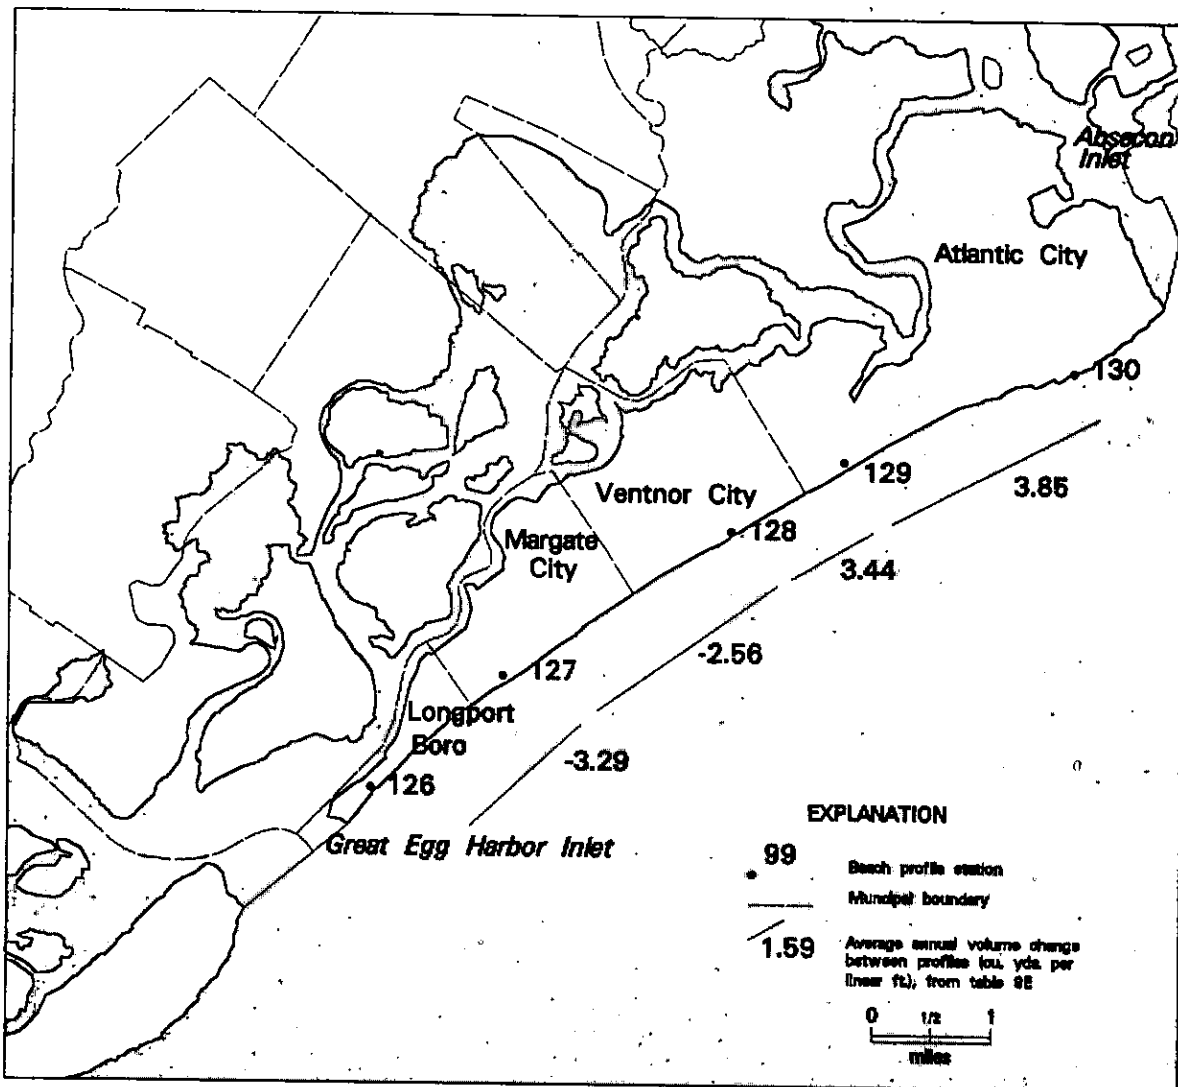 Absecon
Inlet
Atlantic City
130
129
3.85
Ventnor City
128
3.44
Margate
City
-2.56
127
Longport
Boro
-3.29
126
Great Egg Harbor Inlet
EXPLANATION
99
Beach profile station
Municipal boundary
1.59
Average annual volume change
between profiles (cu. yds. per
linear ft.), from table
0 1/2 1
miles